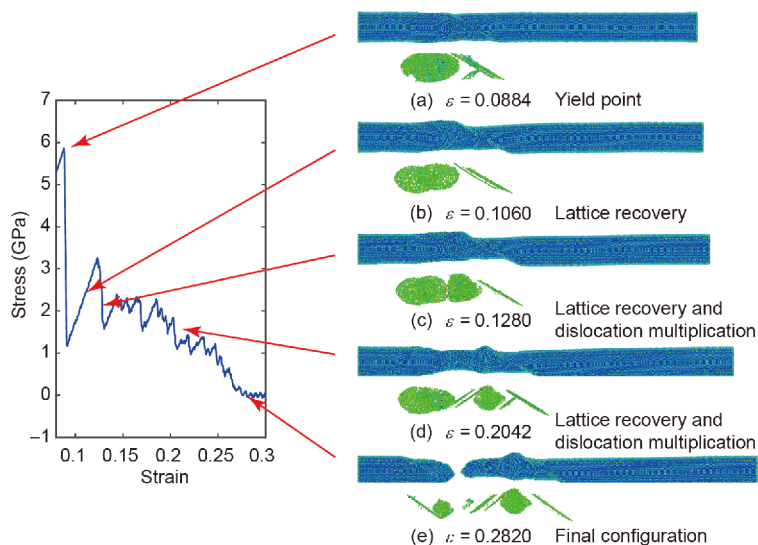 7
6
5
4
3
2
1
0
−1
0.1
0.15
0.2
0.25
0.3
Stress (GPa)
Strain
(a) ε = 0.0884 Yield point
(b) ε = 0.1060 Lattice recovery
(c) ε = 0.1280 Lattice recovery and
dislocation multiplication
(d) ε = 0.2042 Lattice recovery and
dislocation multiplication
(e) ε = 0.2820 Final configuration